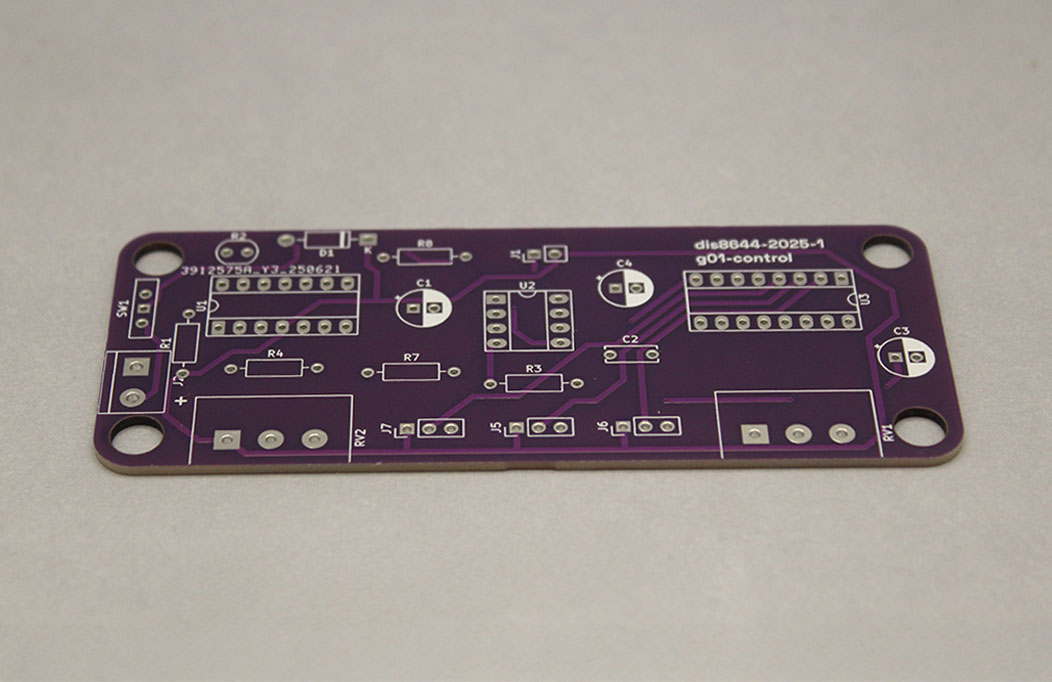 R2
D1
K
R8
J1
dis8644-2025-1
g01-control
3912575A_Y3_250621
SW1
U1
C1
U2
C4
U3
R1
R4
R7
R3
C2
C3
J2
+
RV2
J7
J5
J6
RV1